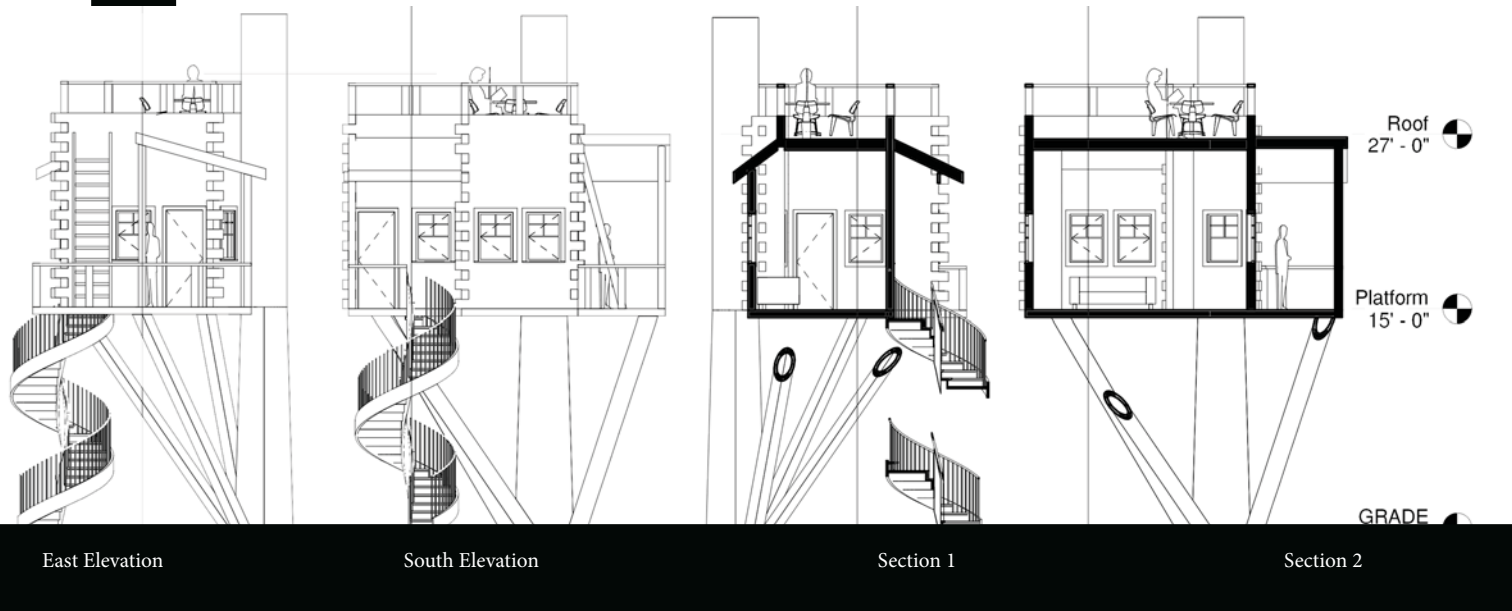 Roof
27' - 0"
Platform
15' - 0"
GRADE
East Elevation
South Elevation
Section 1
Section 2